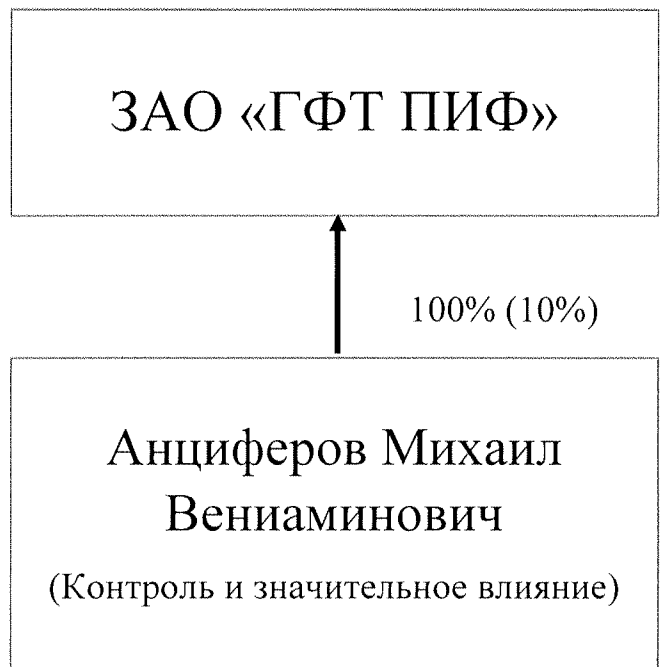 ЗАО «ГФТ ПИФ»
100% (10%)
Анциферов Михаил
Вениаминович
(Контроль и значительное влияние)